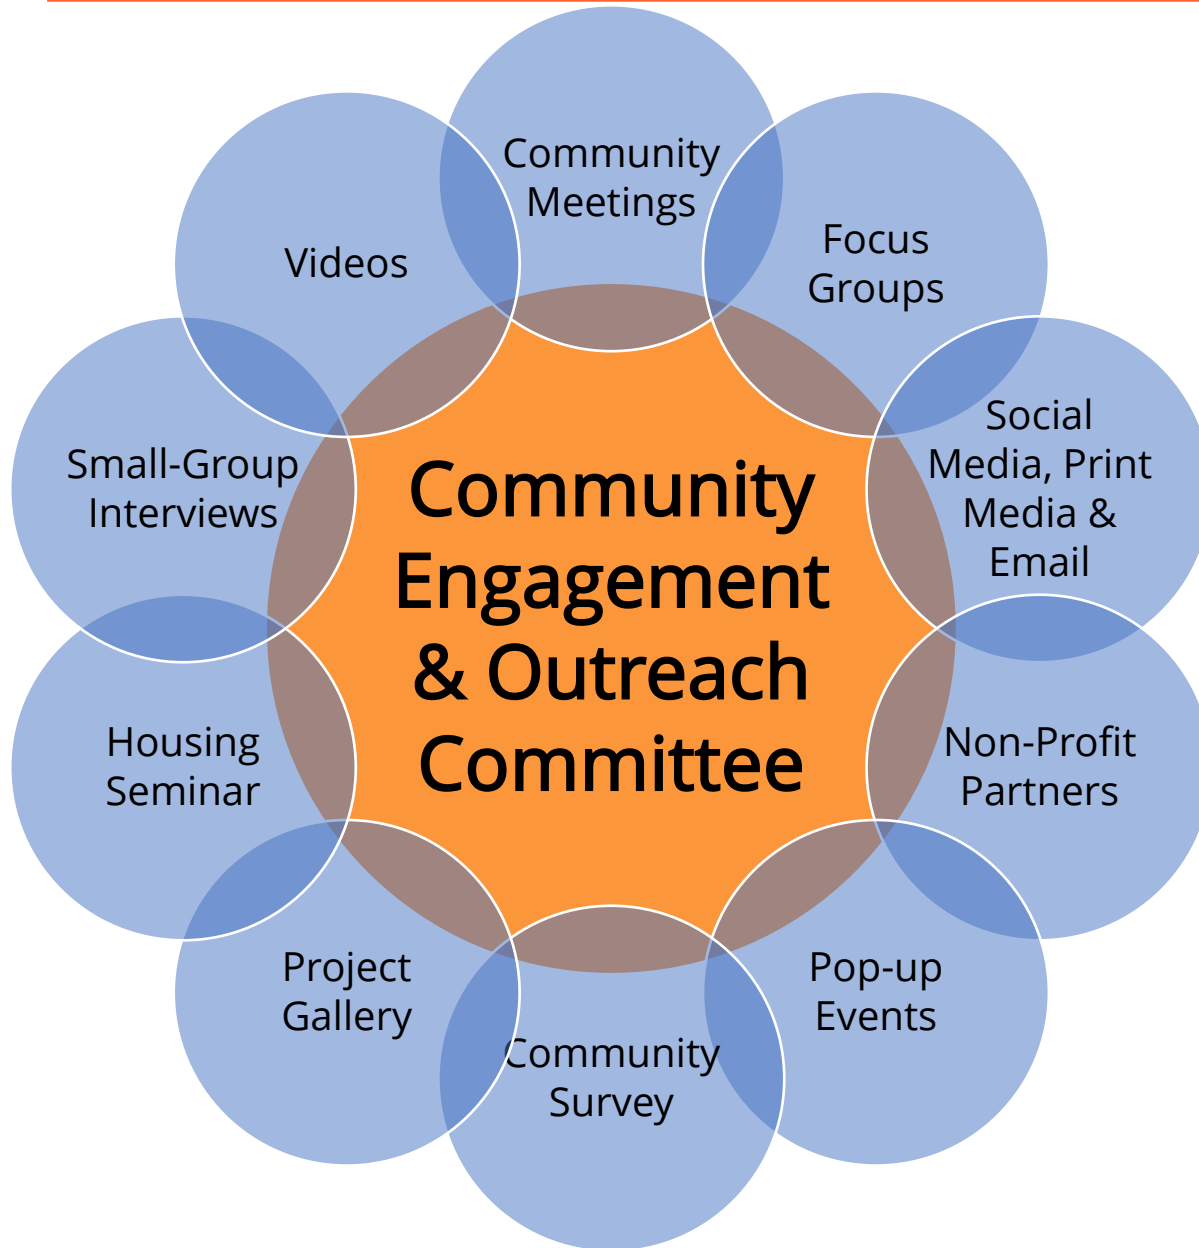 Community
Meetings
Focus
Groups
Social
Media, Print
Media &
Email
Non-Profit
Partners
Pop-up
Events
Community
Survey
Project
Gallery
Housing
Seminar
Small-Group
Interviews
Videos
Community
Engagement
& Outreach
Committee